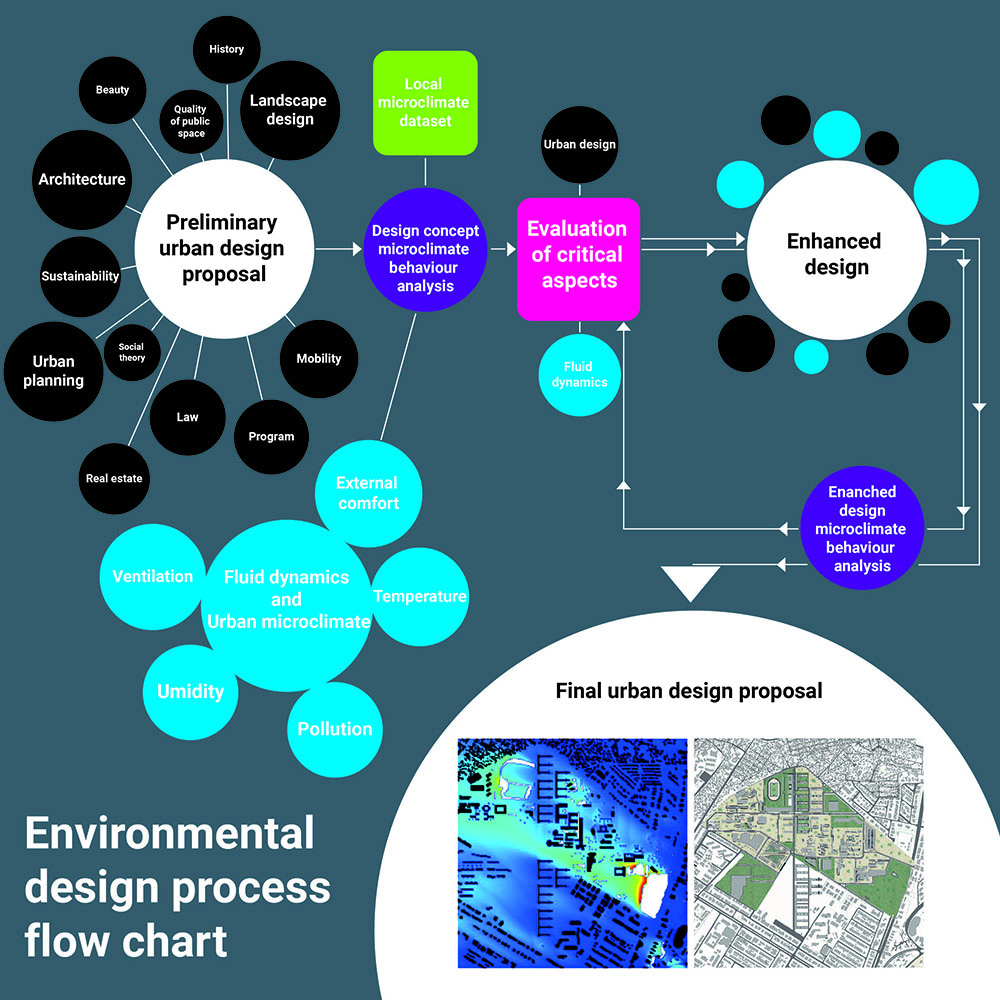 History
Beauty
Quality
of public
space
Landscape
design
Architecture
Sustainability
Urban
planning
Social
theory
Real estate
Law
Program
Mobility
Preliminary
urban design
proposal
Local
microclimate
dataset
Design concept
microclimate
behaviour
analysis
Urban design
Evaluation
of critical
aspects
Fluid
dynamics
Enhanced
design
Enanched
design
microclimate
behaviour
analysis
External
comfort
Ventilation
Fluid dynamics
and
Urban microclimate
Temperature
Umidity
Pollution
Final urban design proposal
Environmental
design process
flow chart